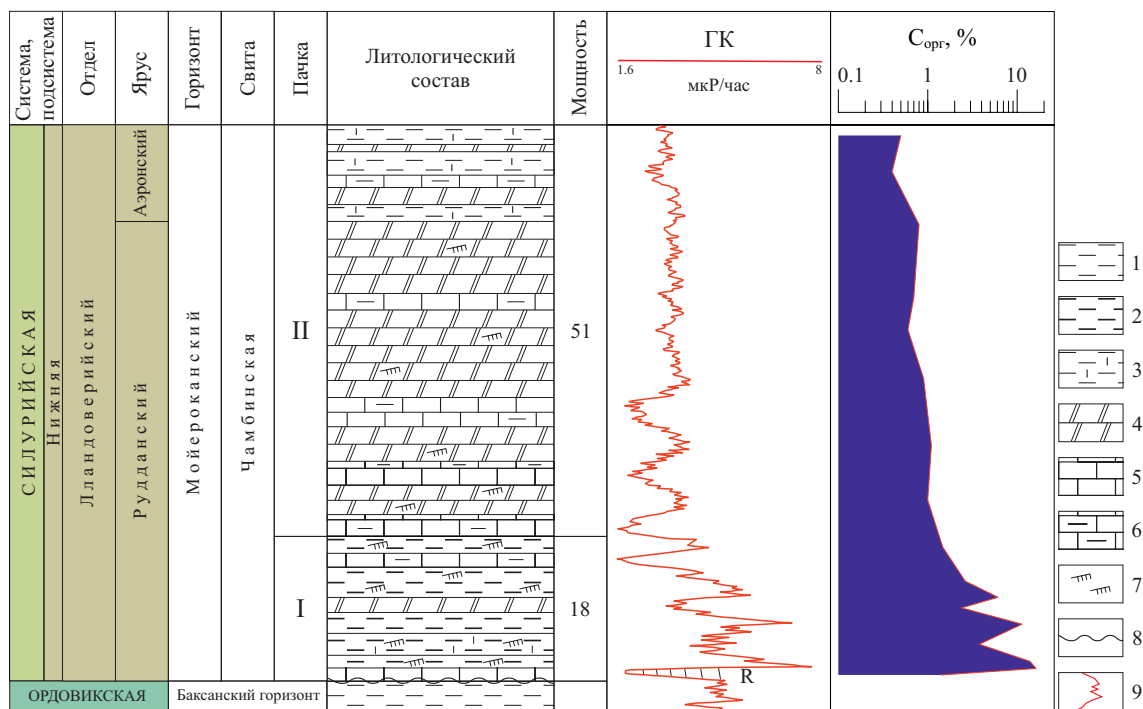 Система,
подсистема
Отдел
Ярус
Горизонт
Свита
Пачка
Литологический
состав
Мощность
ГК
1.6
8
мкР/час
Cорг, %
0.1
1
10
СИЛУРИЙСКАЯ
Нижняя
Лландоверийский
Аэронский
Рудданский
Мойероканский
Чамбинская
II
51
I
18
R
ОРДОВИКСКАЯ
Баксанский горизонт
1
2
3
4
5
6
7
8
9